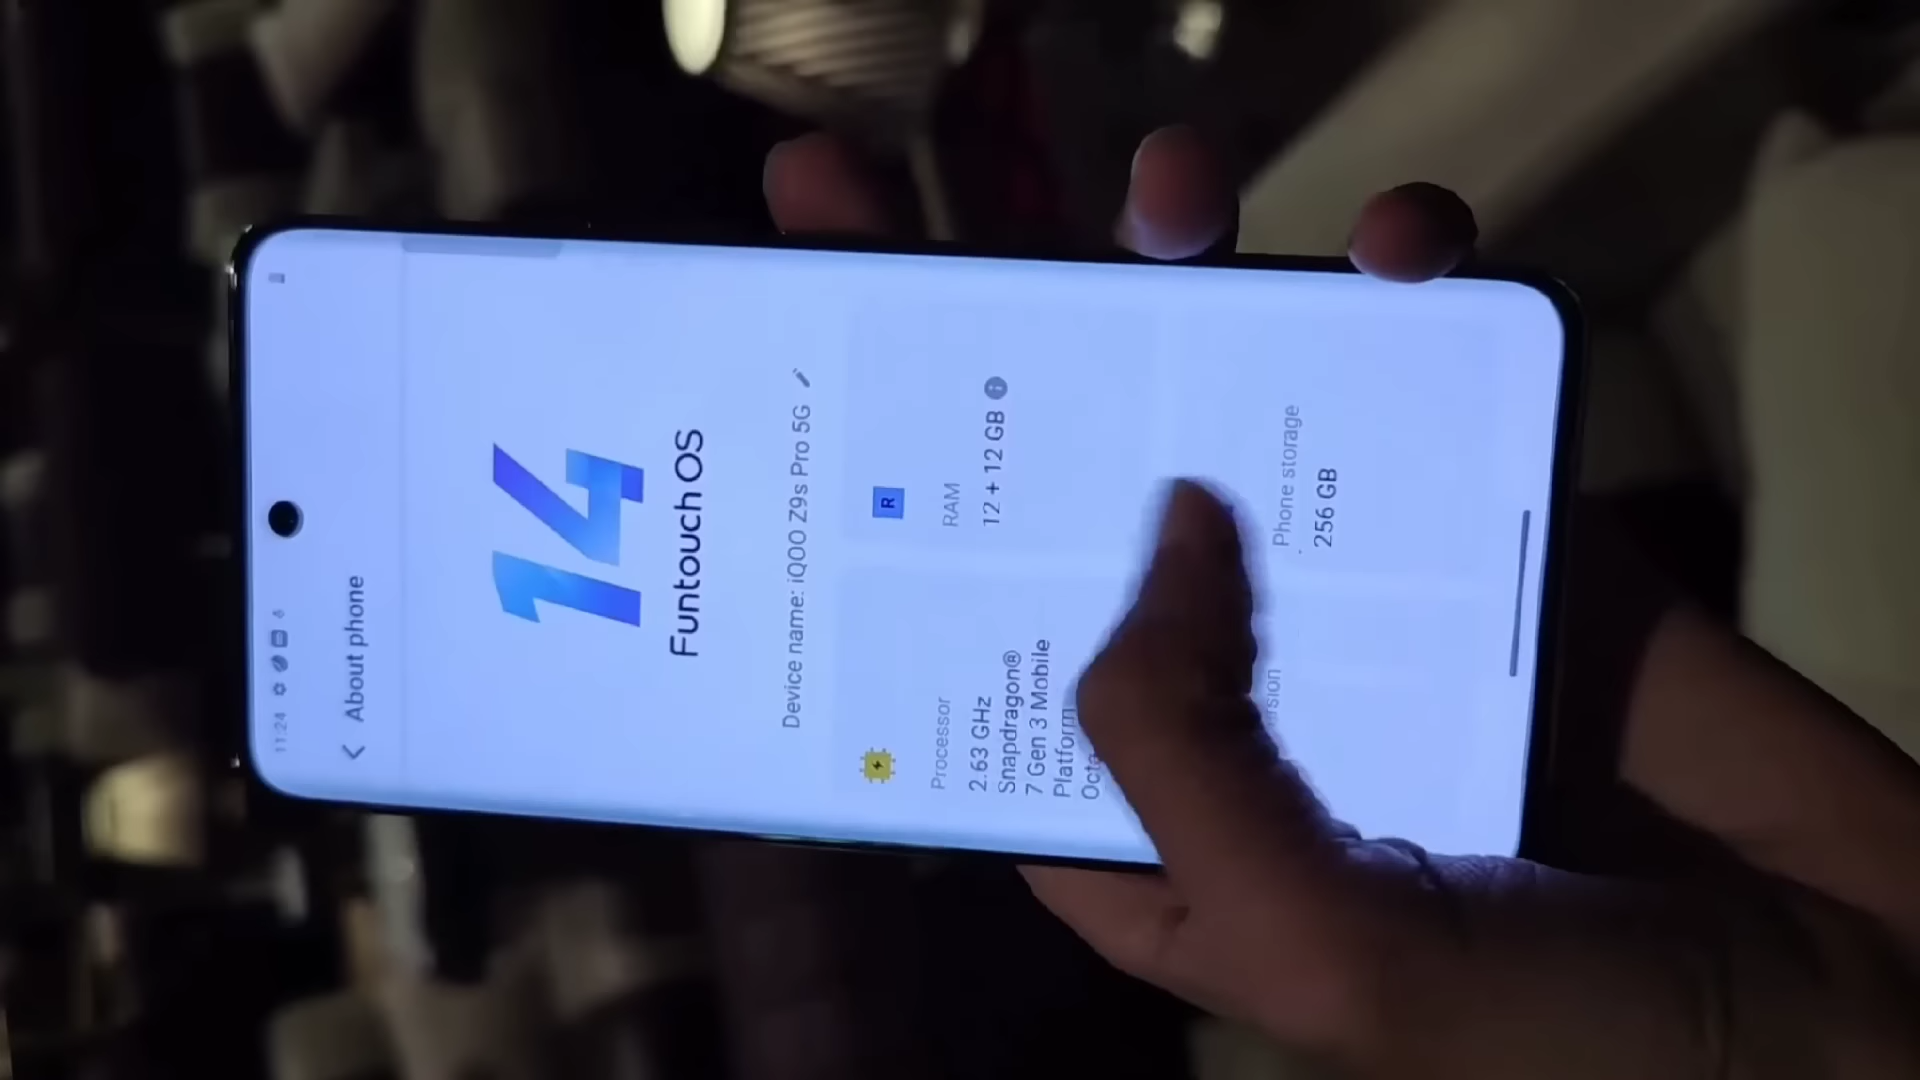 11:24
About phone
14
Funtouch OS
Device name: iQOO Z9s Pro 5G
Processor
2.63 GHz
Snapdragon®
7 Gen 3 Mobile
Platform
R
RAM
12 + 12 GB
Phone storage
256 GB